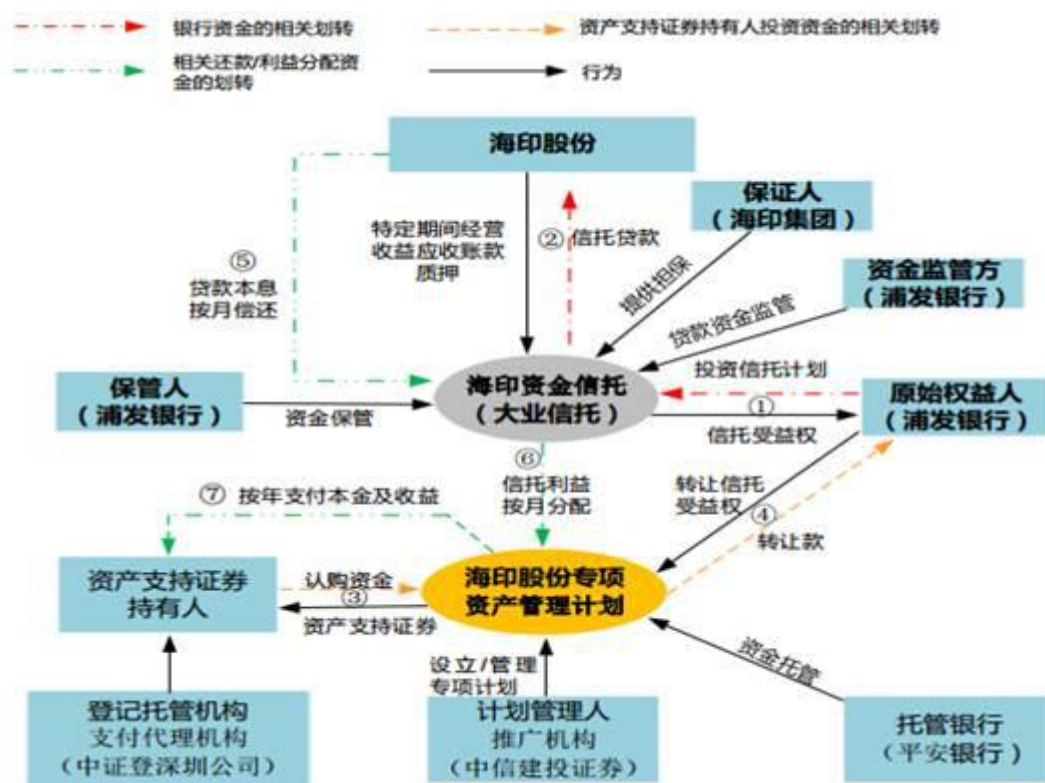 银行资金的相关划转
资产支持证券持有人投资资金的相关划转
相关还款/利益分配资
金的划转
行为
海印股份
保证人
（海印集团）
特定期间经营
收益应收账款
质押
②信托贷款
⑤
贷款本息
按月偿还
提供担保
资金监管方
（浦发银行）
贷款资金监管
投资信托计划
保管人
（浦发银行）
资金保管
海印资金信托
（大业信托）
①
信托受益权
原始权益人
（浦发银行）
⑥
信托利益
按月分配
转让信托
受益权
④
转让款
⑦ 按年支付本金及收益
资产支持证券
持有人
认购资金
③
资产支持证券
海印股份专项
资产管理计划
设立/管理
专项计划
资金托管
登记托管机构
支付代理机构
（中证登深圳公司）
计划管理人
推广机构
（中信建投证券）
托管银行
（平安银行）